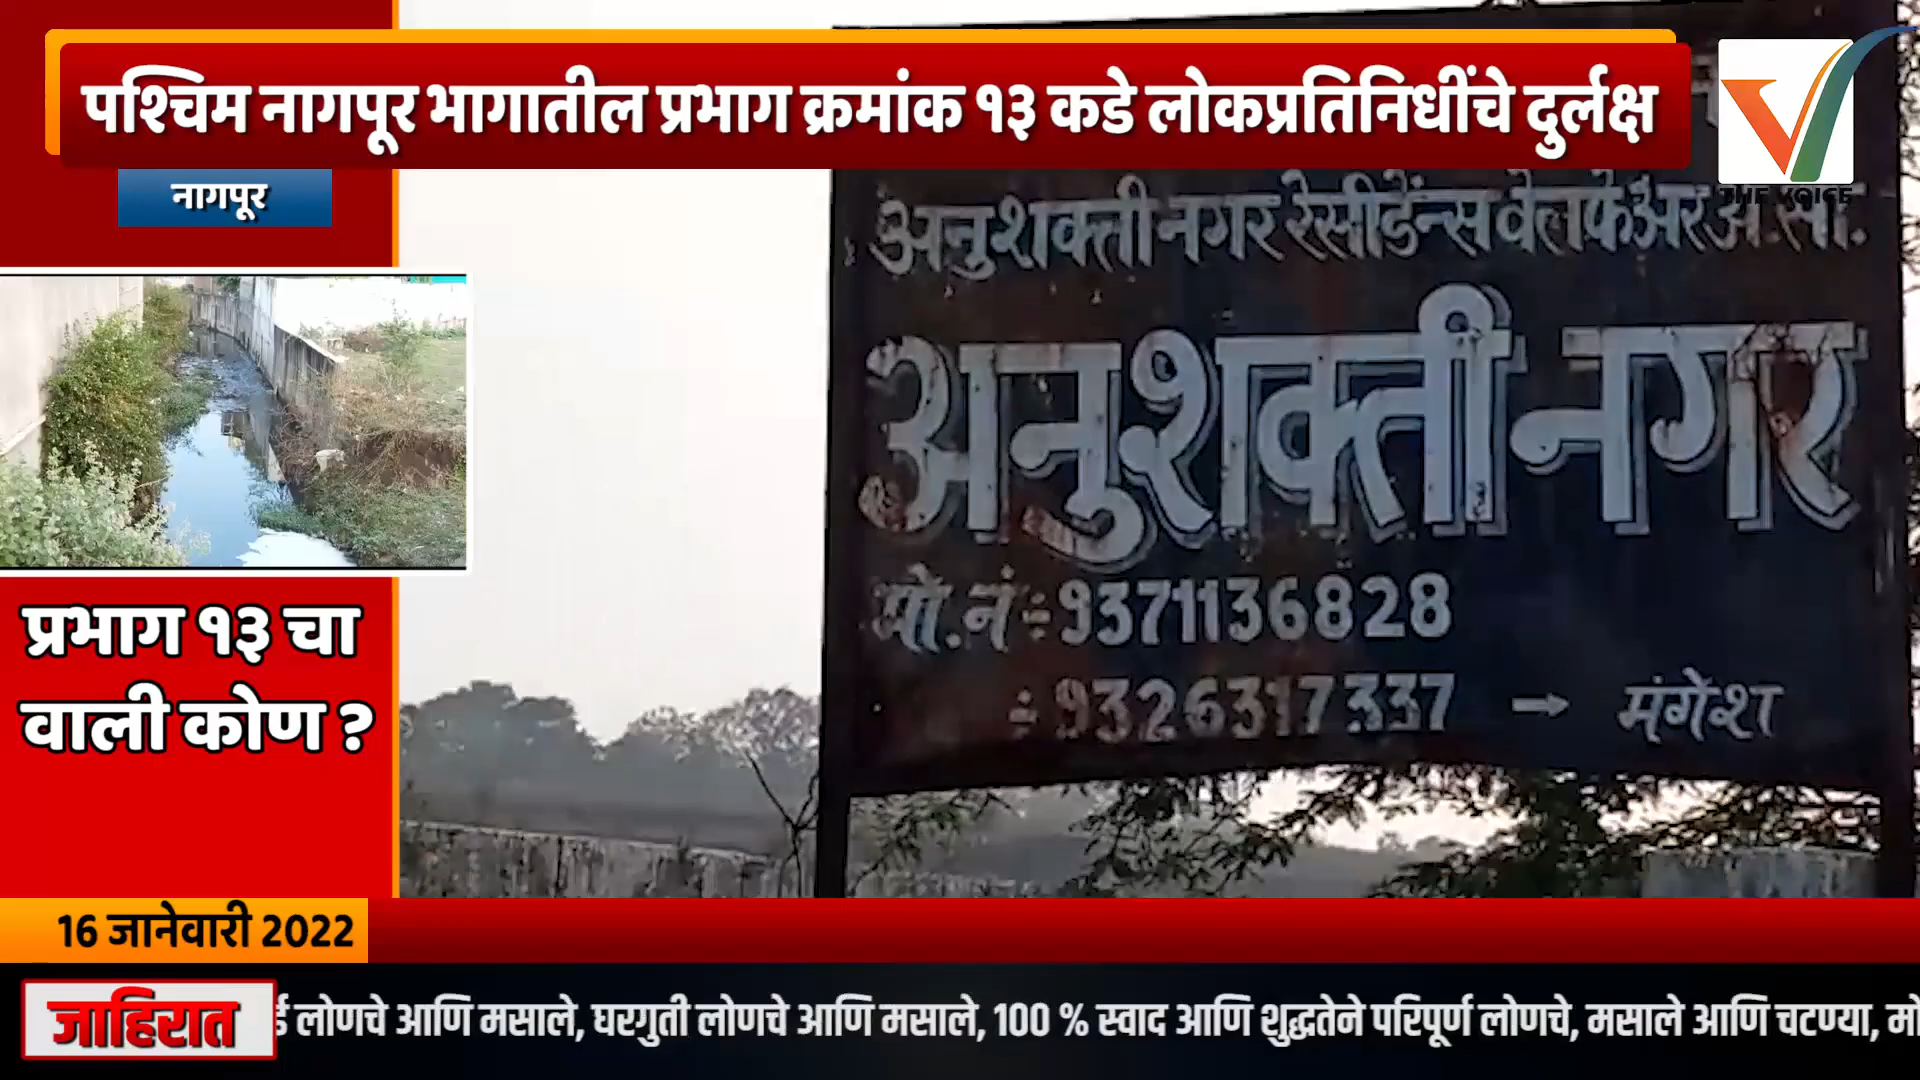 पश्चिम नागपूर भागातील प्रभाग क्रमांक १३ कडे लोकप्रतिनिधींचे दुर्लक्ष
THE VOICE
नागपूर
अनुशक्ती नगर रेसीडेंन्स वेलफेअर अ.सा.
अनुशक्ती नगर
मो.नं÷9371136828
÷9326317337 → मंगेश
प्रभाग १३ चा
वाली कोण ?
16 जानेवारी 2022
जाहिरात
लोणचे आणि मसाले, घरगुती लोणचे आणि मसाले, 100 % स्वाद आणि शुद्धतेने परिपूर्ण लोणचे, मसाले आणि चटण्या,